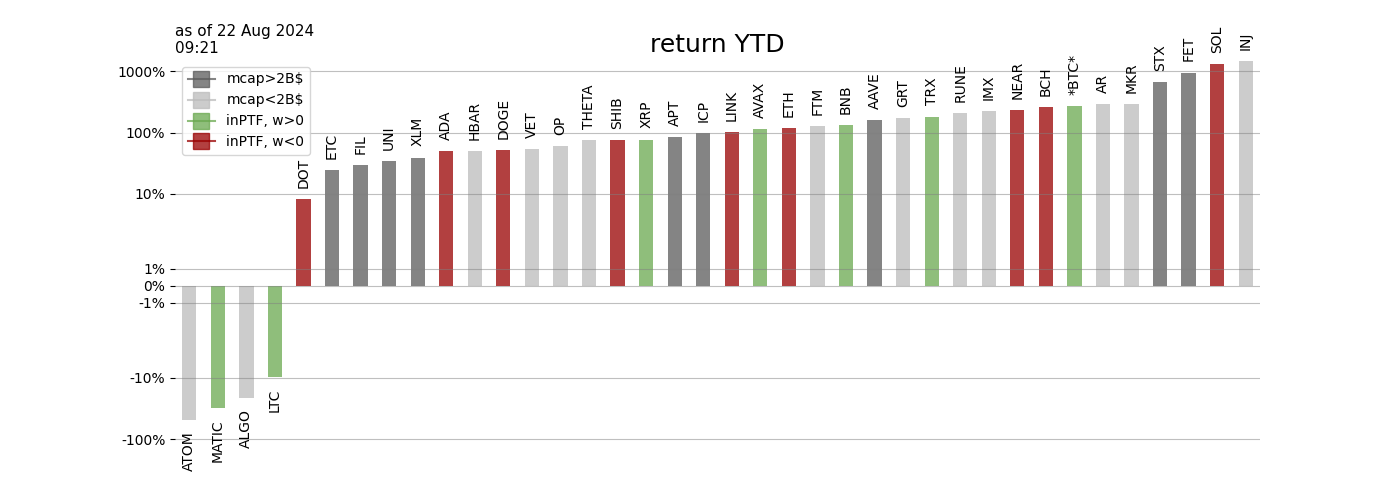 as of 22 Aug 2024
09:21
return YTD
mcap>2B$
mcap<2B$
inPTF, w>0
inPTF, w<0
1000%
100%
10%
1%
0%
-1%
-10%
-100%
ATOM
MATIC
ALGO
LTC
DOT
ETC
FIL
UNI
XLM
ADA
HBAR
DOGE
VET
OP
THETA
SHIB
XRP
APT
ICP
LINK
AVAX
ETH
FTM
BNB
AAVE
GRT
TRX
RUNE
IMX
NEAR
BCH
*BTC*
AR
MKR
STX
FET
SOL
INJ